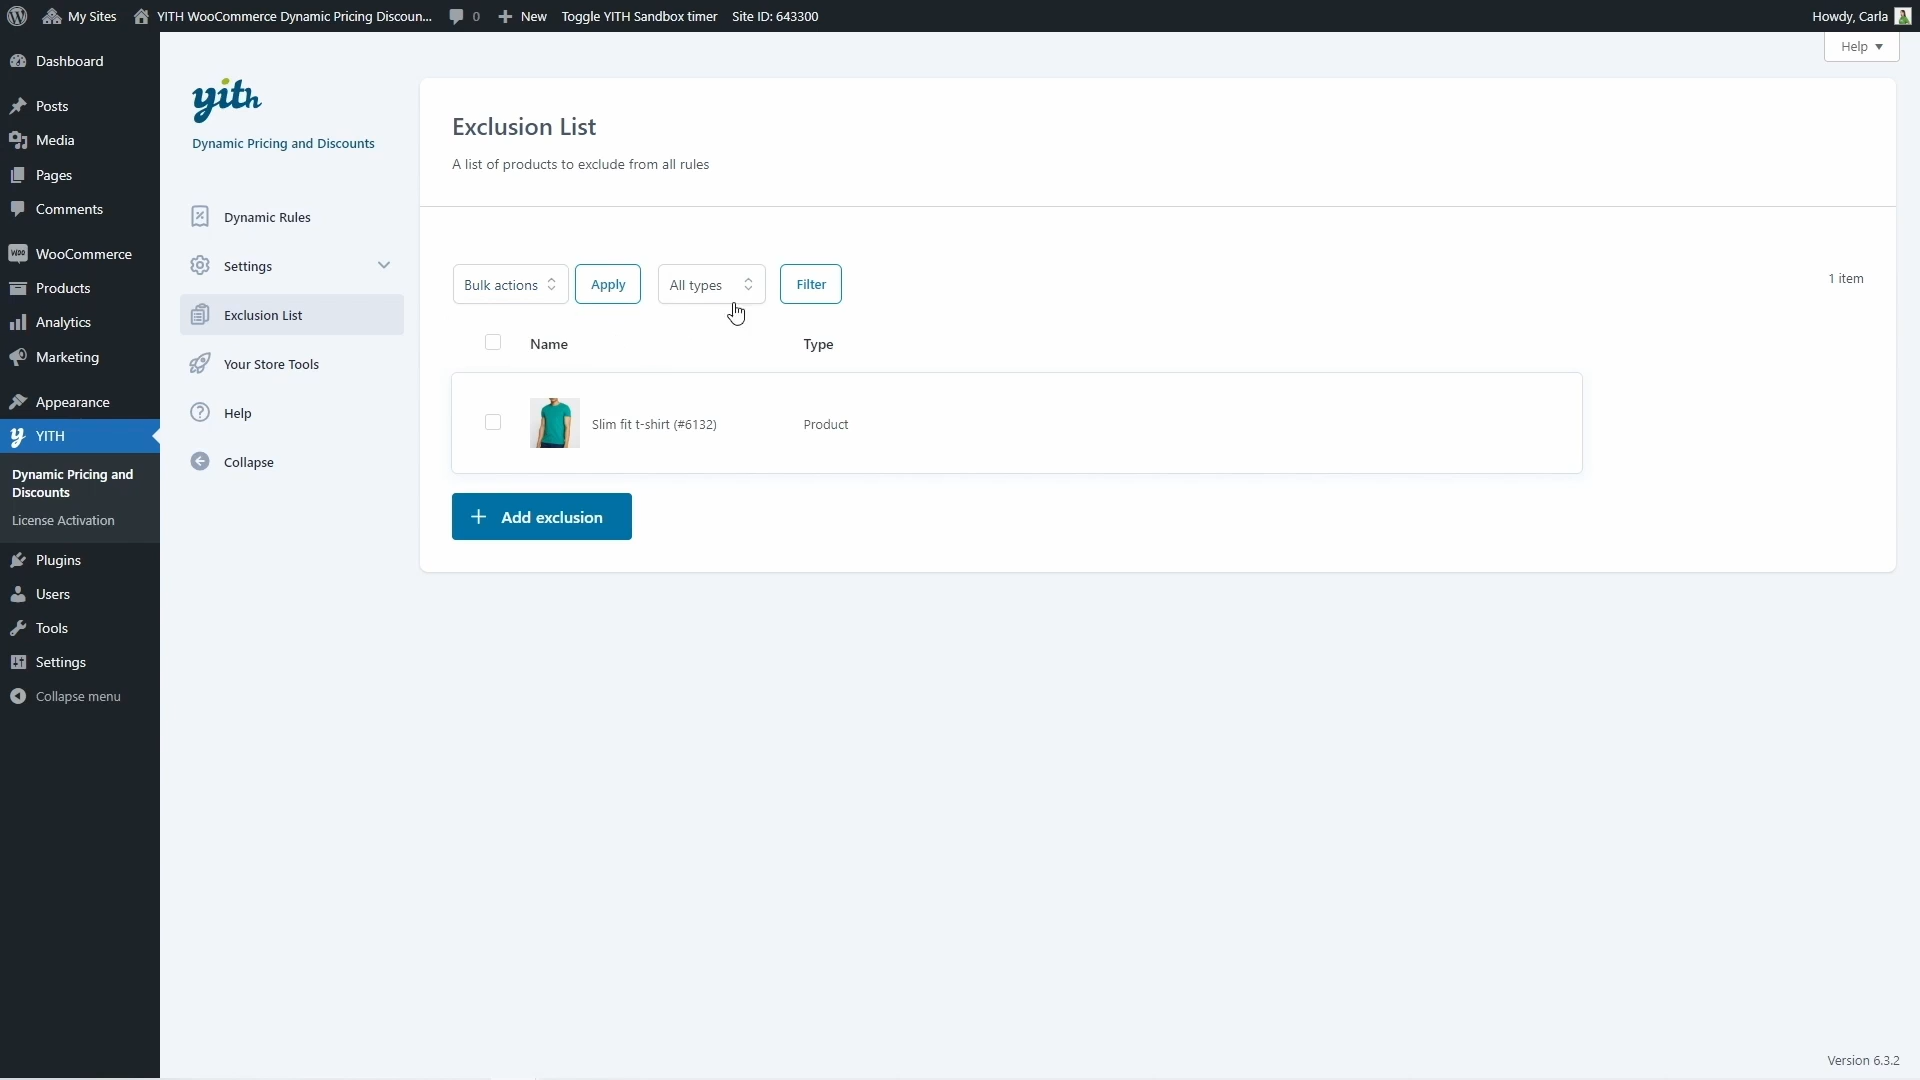 My Sites
YITH WooCommerce Dynamic Pricing Discoun...
0
New
Toggle YITH Sandbox timer
Site ID: 643300
Howdy, Carla
Help
Dashboard
Posts
Media
Pages
Comments
WooCommerce
Products
Analytics
Marketing
Appearance
YITH
Dynamic Pricing and
Discounts
License Activation
Plugins
Users
Tools
Settings
Collapse menu
yith
Dynamic Pricing and Discounts
Dynamic Rules
Settings
Exclusion List
Your Store Tools
Help
Collapse
Exclusion List
A list of products to exclude from all rules
Bulk actions
Apply
All types
Filter
1 item
Name
Type
Slim fit t-shirt (#6132)
Product
Add exclusion
Version 6.3.2